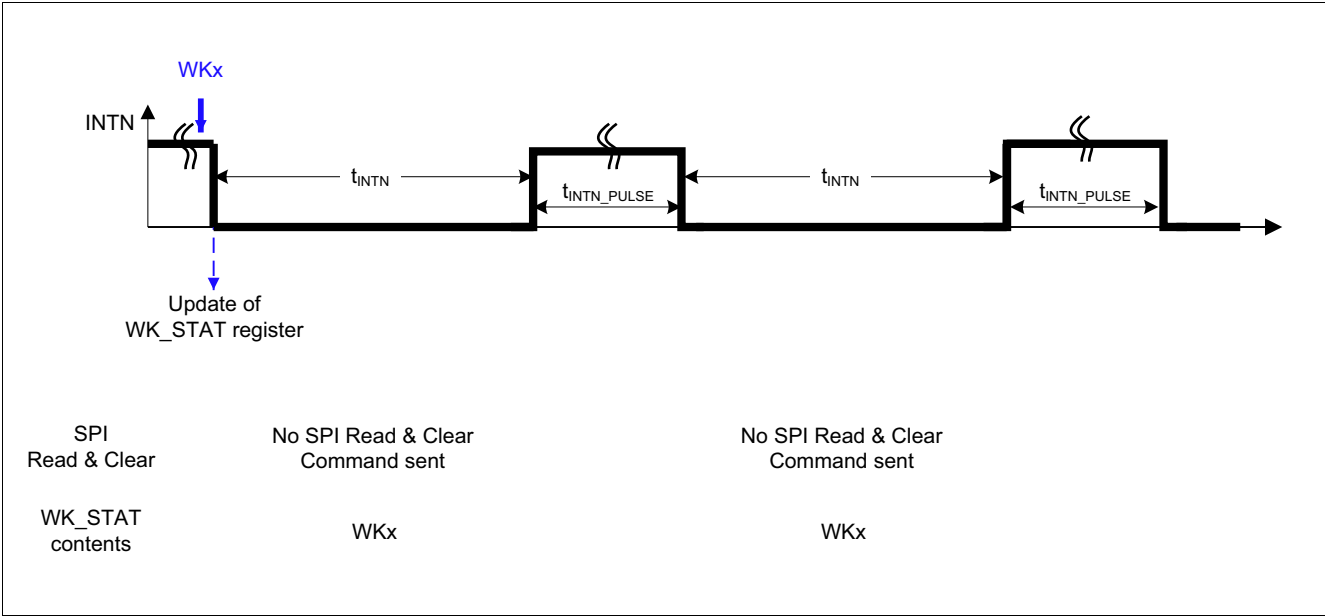 WKx
INTN
tINTN
tINTN
tINTN_PULSE
tINTN_PULSE
Update of
WK_STAT register
SPI
Read & Clear
No SPI Read & Clear
Command sent
No SPI Read & Clear
Command sent
WK_STAT
contents
WKx
WKx